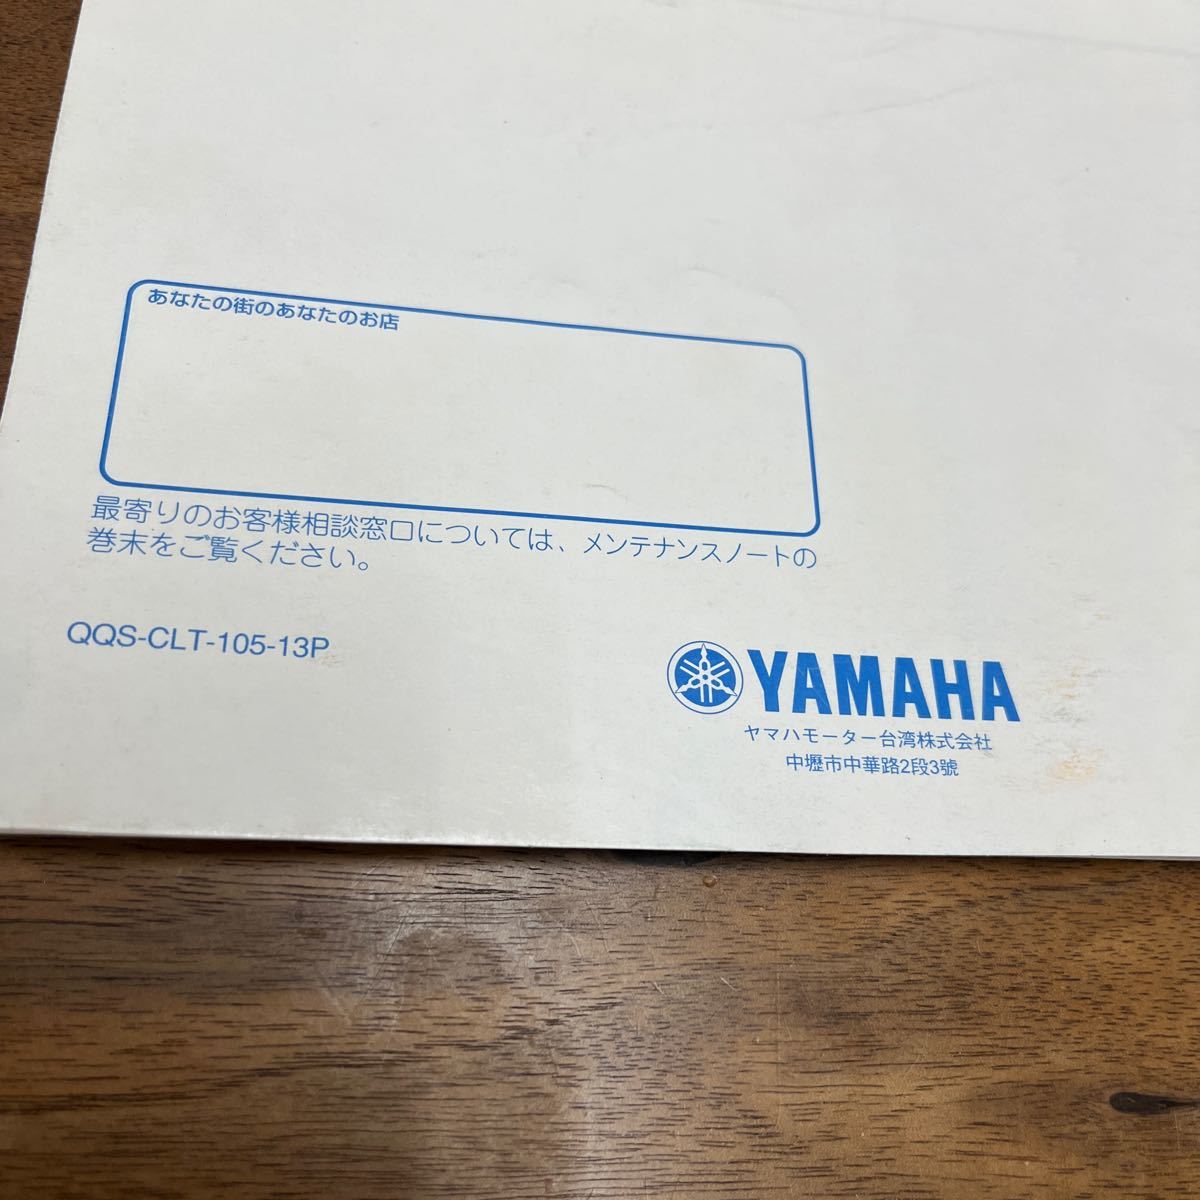 あなたの街のあなたのお店
最寄りのお客様相談窓口については、メンテナンスノートの
巻末をご覧ください。
QQS-CLT-105-13P
YAMAHA
ヤマハモーター台湾株式会社
中壢市中華路2段3號